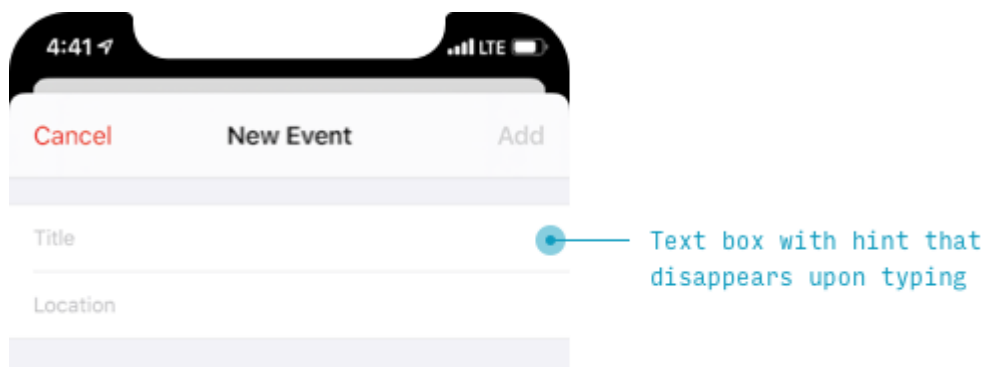 4:41 LTE
Cancel New Event Add
Title
Location
Text box with hint that
disappears upon typing